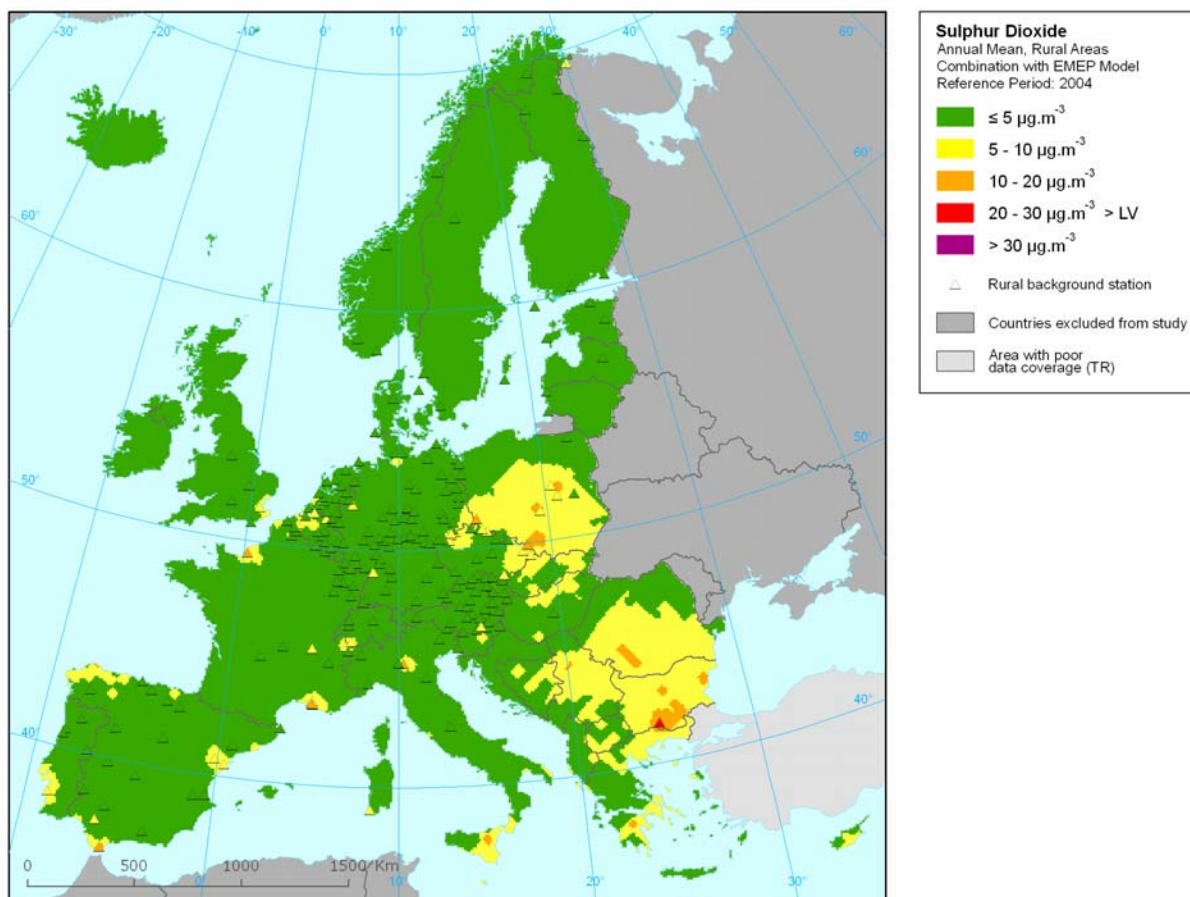 -30° -20° -10° 0° 10° 20° 30° 40° 50° 60°
60°
60°
50°
50°
40°
40°
0 500 1000 1500 Km
0° 10° 20° 30°
Sulphur Dioxide
Annual Mean, Rural Areas
Combination with EMEP Model
Reference Period: 2004
≤ 5 µg.m⁻³
5 - 10 µg.m⁻³
10 - 20 µg.m⁻³
20 - 30 µg.m⁻³ > LV
> 30 µg.m⁻³
Rural background station
Countries excluded from study
Area with poor
data coverage (TR)